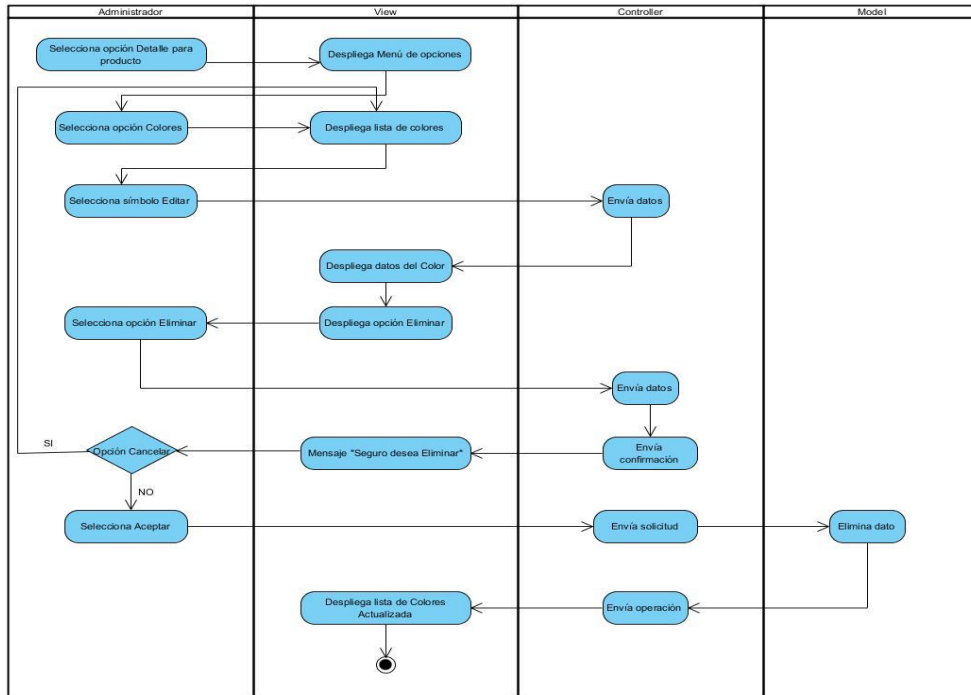 Administrador
View
Controller
Model
Selecciona opción Detalle para
producto
Despliega Menú de opciones
Selecciona opción Colores
Despliega lista de colores
Selecciona símbolo Editar
Envía datos
Despliega datos del Color
Selecciona opción Eliminar
Despliega opción Eliminar
Envía datos
SI
Opción Cancelar
Mensaje "Seguro desea Eliminar"
Envía
confirmación
NO
Selecciona Aceptar
Envía solicitud
Elimina dato
Despliega lista de Colores
Actualizada
Envía operación